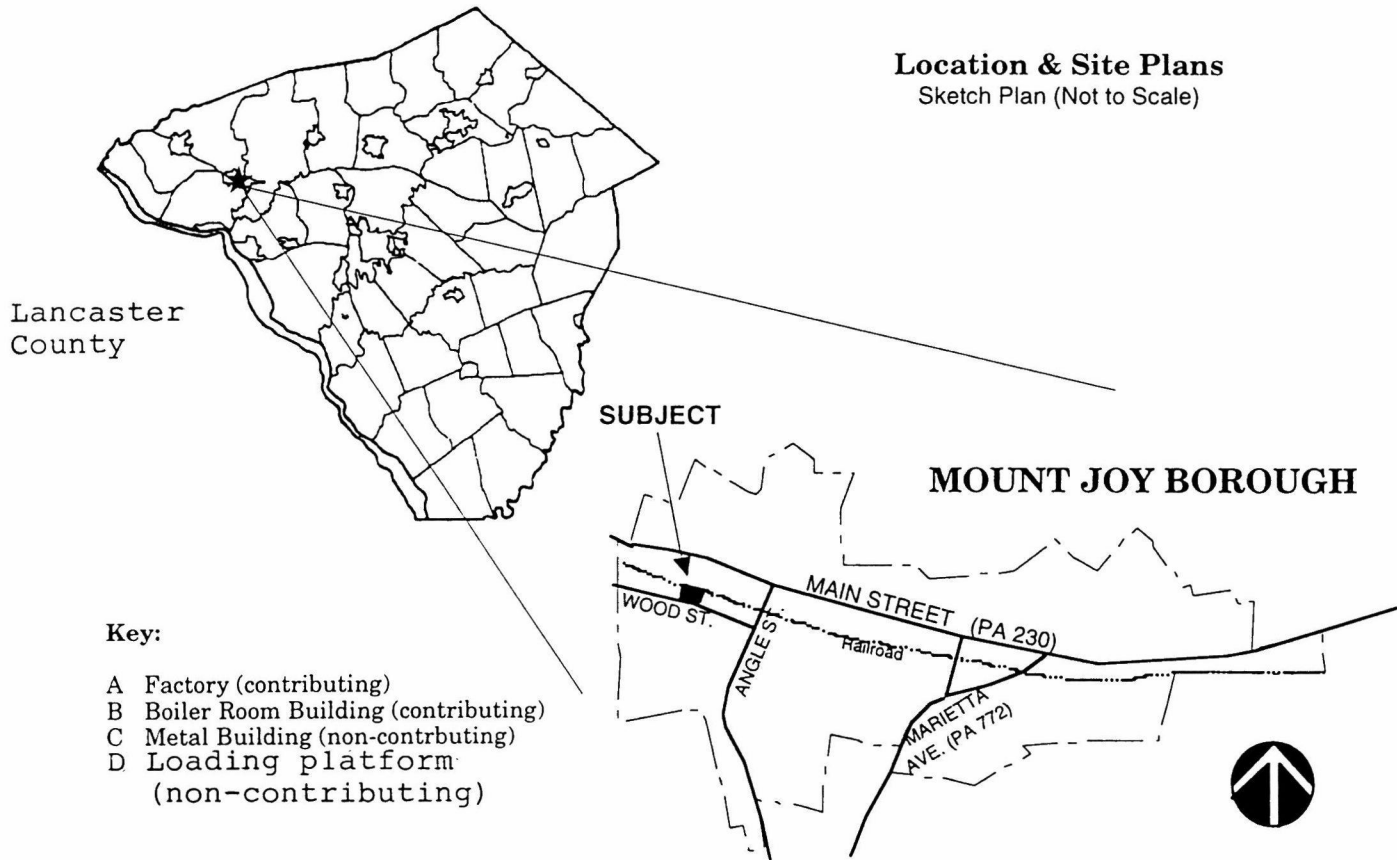 Location & Site Plans
Sketch Plan (Not to Scale)
Lancaster
County
SUBJECT
MOUNT JOY BOROUGH
MAIN STREET (PA 230)
WOOD ST.
ANGLE ST.
Railroad
MARIETTA
AVE. (PA 772)
Key:
A Factory (contributing)
B Boiler Room Building (contributing)
C Metal Building (non-contrbuting)
D Loading platform
(non-contributing)